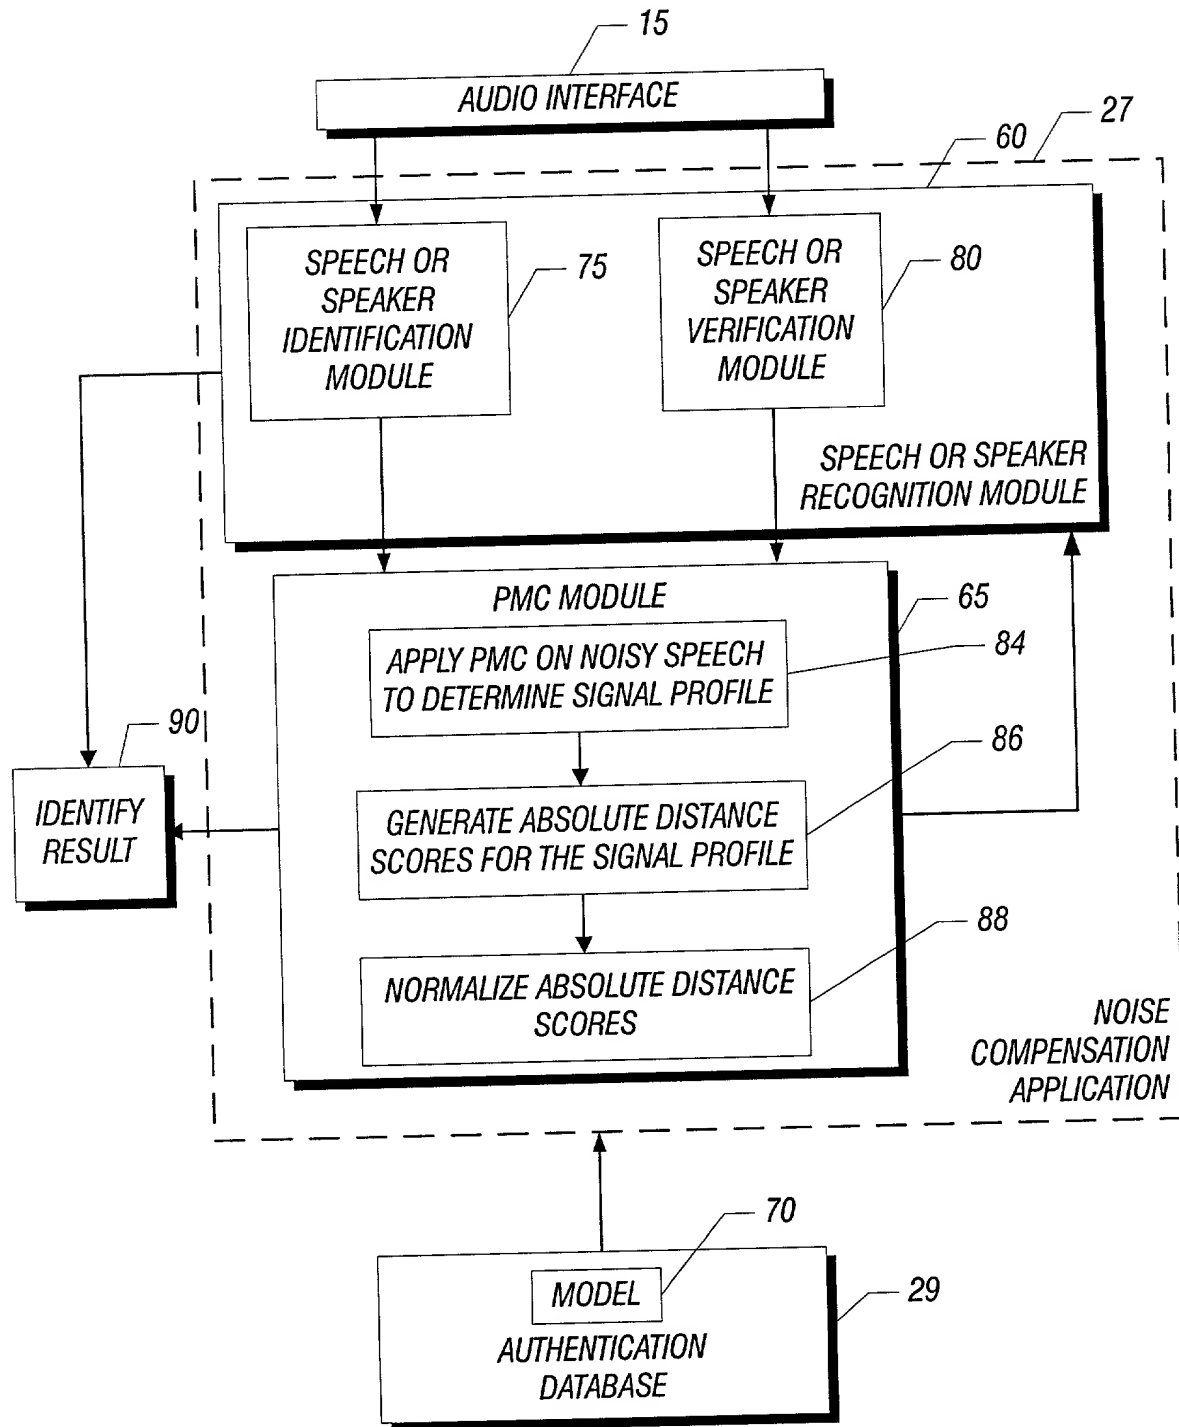 15
AUDIO INTERFACE
27
60
SPEECH OR
SPEAKER
IDENTIFICATION
MODULE
75
SPEECH OR
SPEAKER
VERIFICATION
MODULE
80
SPEECH OR SPEAKER
RECOGNITION MODULE
PMC MODULE
65
APPLY PMC ON NOISY SPEECH
TO DETERMINE SIGNAL PROFILE
84
90
86
IDENTIFY
RESULT
GENERATE ABSOLUTE DISTANCE
SCORES FOR THE SIGNAL PROFILE
88
NORMALIZE ABSOLUTE DISTANCE
SCORES
NOISE
COMPENSATION
APPLICATION
70
MODEL
29
AUTHENTICATION
DATABASE